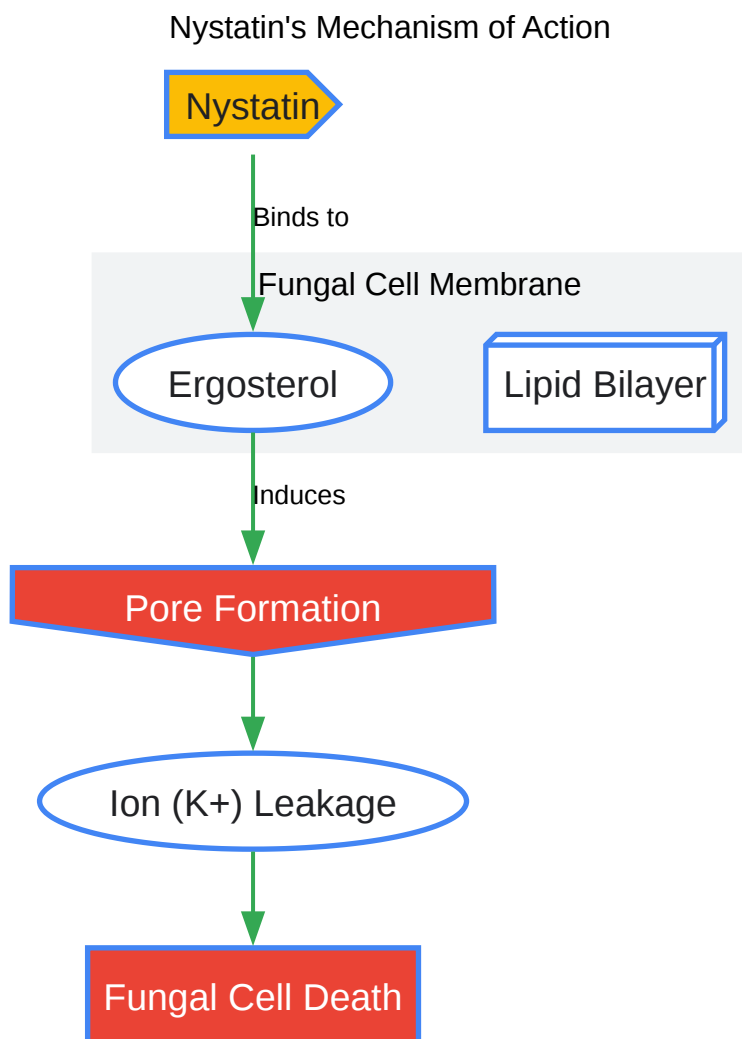 Nystatin's Mechanism of Action
Nystatin
Binds to
Fungal Cell Membrane
Ergosterol
Lipid Bilayer
Induces
Pore Formation
Ion (K+) Leakage
Fungal Cell Death